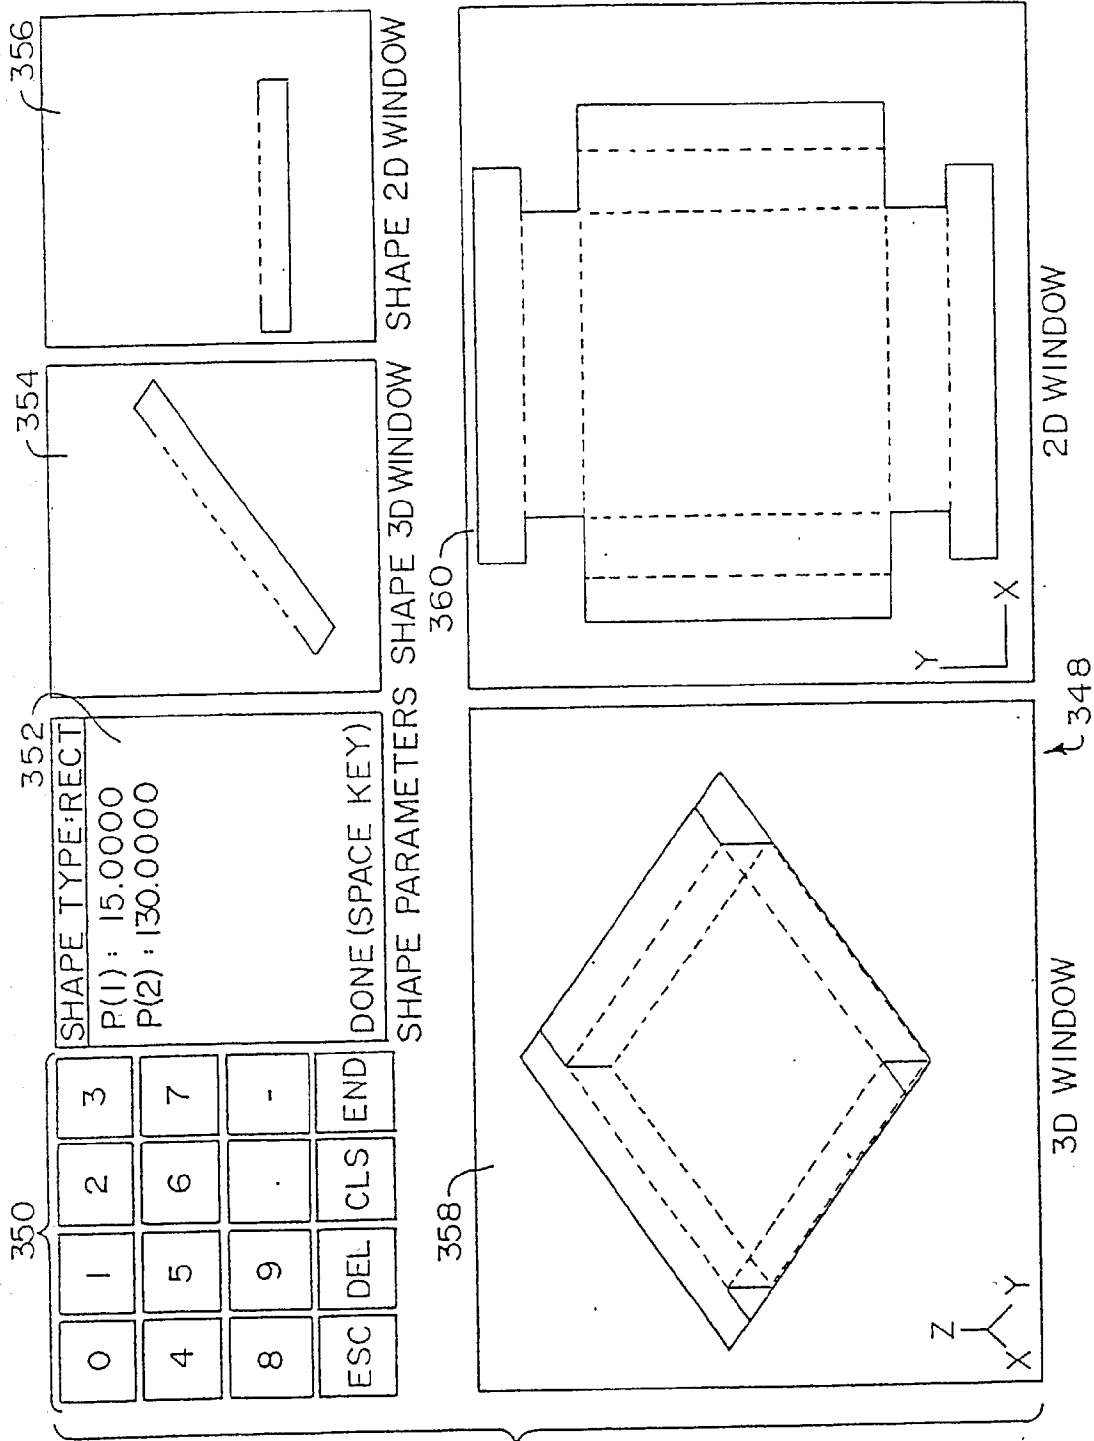 350
0 1 2 3
4 5 6 7
8 9 . -
ESC DEL CLS END
352
SHAPE TYPE:RECT
P(1): 15.0000
P(2): 130.0000
DONE(SPACE KEY)
SHAPE PARAMETERS
354
SHAPE 3D WINDOW
356
SHAPE 2D WINDOW
358
Z
X Y
3D WINDOW
360
Y
X
2D WINDOW
348